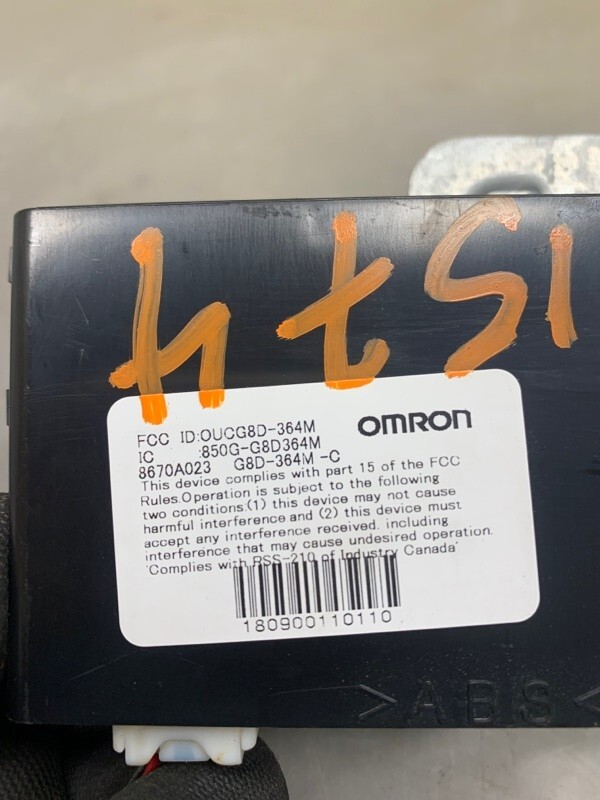 FCC ID:OUCG8D-364M
OMRON
IC :850G-G8D364M
8670A023 G8D-364M -C
This device complies with part 15 of the FCC
Rules.Operation is subject to the following
two conditions:(1) this device may not cause
harmful interference and (2) this device must
accept any interference received, including
interference that may cause undesired operation.
'Complies with RSS-210 of Industry Canada'
180900110110
>ABS<